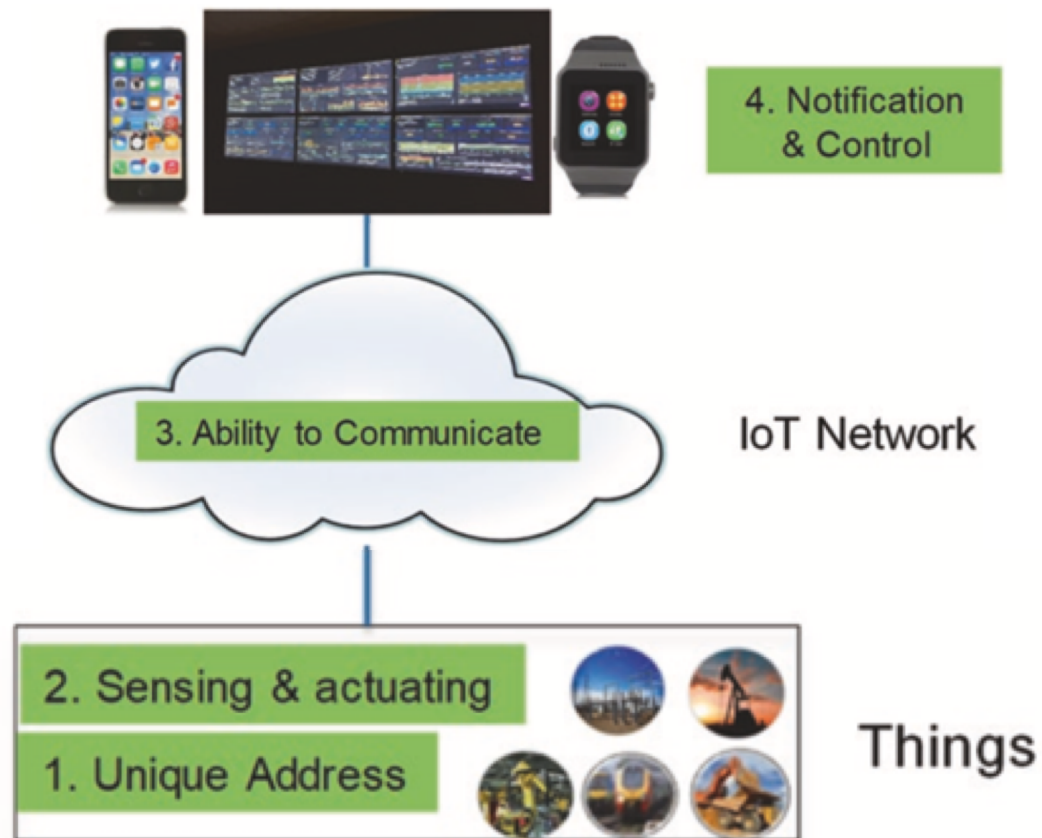 4. Notification
& Control
3. Ability to Communicate
IoT Network
2. Sensing & actuating
1. Unique Address
Things